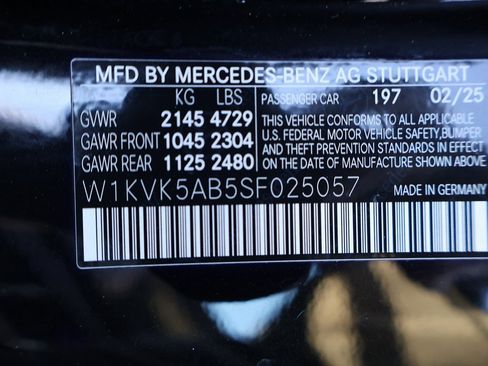 MFD BY MERCEDES-BENZ AG STUTTGART
KG LBS
GVWR 2145 4729
GAWR FRONT 1045 2304
GAWR REAR 1125 2480
PASSENGER CAR 197 02/25
THIS VEHICLE CONFORMS TO ALL APPLICABLE
U.S. FEDERAL MOTOR VEHICLE SAFETY, BUMPER
AND THEFT PREVENTION STANDARDS IN EFFECT
ON THE DATE OF MANUFACTURE SHOWN ABOVE.
W1KVK5AB5SF025057
MADE IN GERMANY